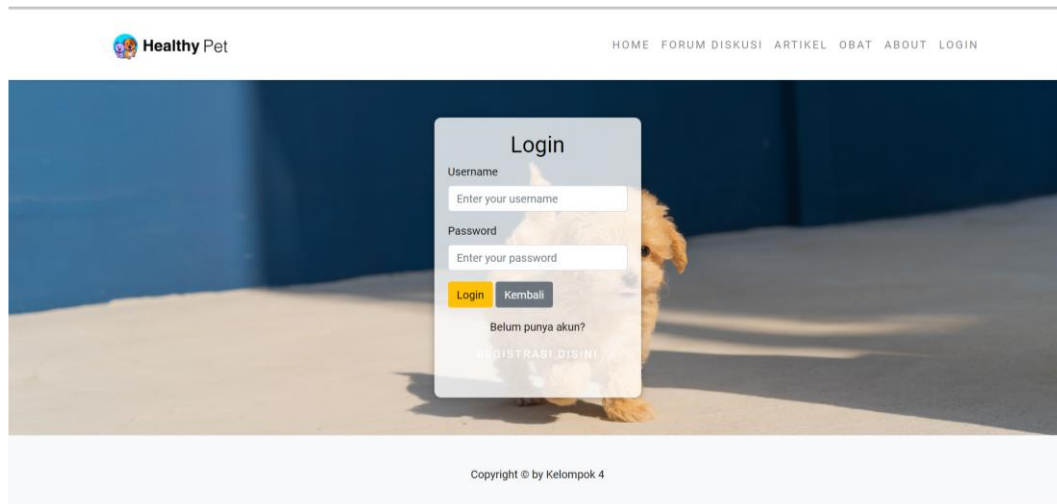 Healthy Pet
HOME FORUM DISKUSI ARTIKEL OBAT ABOUT LOGIN
Login
Username
Enter your username
Password
Enter your password
Login Kembali
Belum punya akun?
REGISTRASI DISINI
Copyright © by Kelompok 4